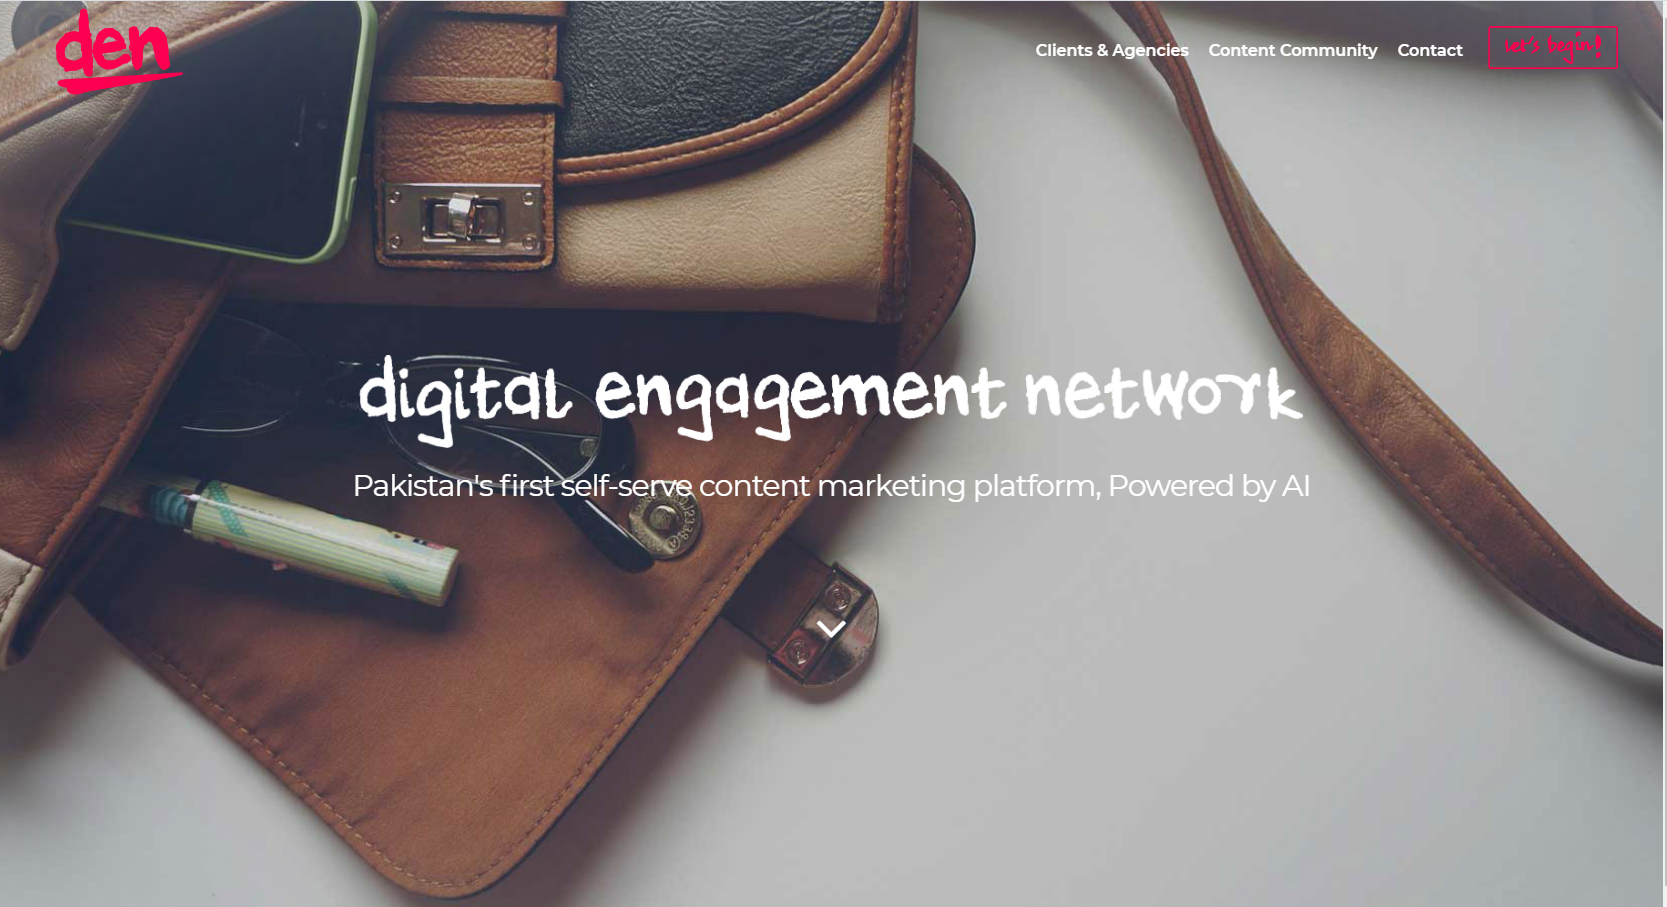 den
Clients & Agencies Content Community Contact let's begin!
digital engagement network
Pakistan's first self-serve content marketing platform, Powered by AI